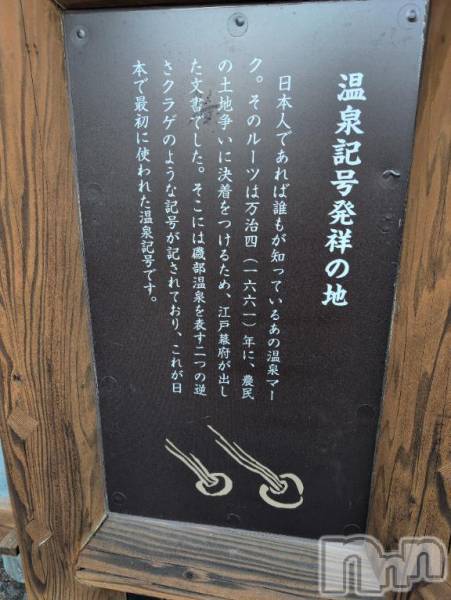 温泉記号発祥の地
日本人であれば誰もが知っているあの温泉マー
ク。そのルーツは万治四（一六六一）年に、農民
の土地争いに決着をつけるため、江戸幕府が出し
た文書でした。そこには磯部温泉を表す二つの逆
さクラゲのような記号が記されており、これが日
本で最初に使われた温泉記号です。
nnn